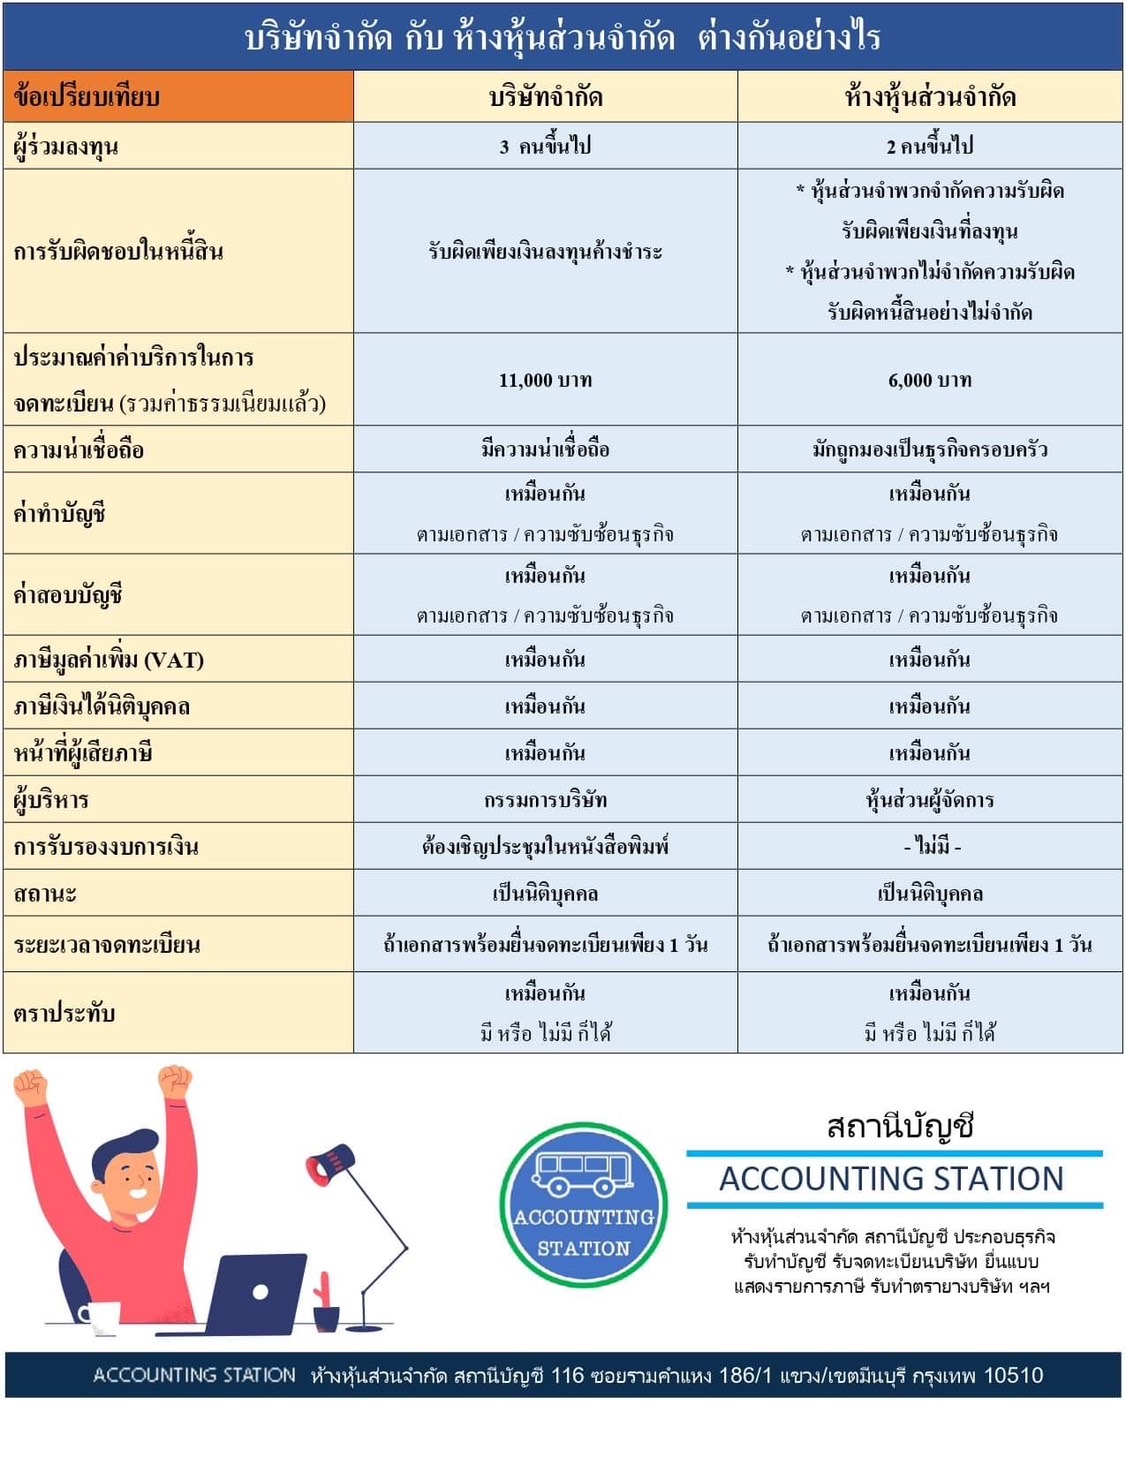 บริษัทจำกัด กับ ห้างหุ้นส่วนจำกัด ต่างกันอย่างไร
ข้อเปรียบเทียบ บริษัทจำกัด ห้างหุ้นส่วนจำกัด
ผู้ร่วมลงทุน 3 คนขึ้นไป 2 คนขึ้นไป
การรับผิดชอบในหนี้สิน
รับผิดเพียงเงินลงทุนค้างชำระ
* หุ้นส่วนจำพวกจำกัดความรับผิด
รับผิดเพียงเงินที่ลงทุน
* หุ้นส่วนจำพวกไม่จำกัดความรับผิด
รับผิดหนี้สินอย่างไม่จำกัด
ประมาณค่าค่าบริการในการ
จดทะเบียน (รวมค่าธรรมเนียมแล้ว)
11,000 บาท 6,000 บาท
ความน่าเชื่อถือ มีความน่าเชื่อถือ มักถูกมองเป็นธุรกิจครอบครัว
ค่าทำบัญชี
เหมือนกัน
ตามเอกสาร / ความซับซ้อนธุรกิจ
เหมือนกัน
ตามเอกสาร / ความซับซ้อนธุรกิจ
ค่าสอบบัญชี
เหมือนกัน
ตามเอกสาร / ความซับซ้อนธุรกิจ
เหมือนกัน
ตามเอกสาร / ความซับซ้อนธุรกิจ
ภาษีมูลค่าเพิ่ม (VAT) เหมือนกัน เหมือนกัน
ภาษีเงินได้นิติบุคคล เหมือนกัน เหมือนกัน
หน้าที่ผู้เสียภาษี เหมือนกัน เหมือนกัน
ผู้บริหาร กรรมการบริษัท หุ้นส่วนผู้จัดการ
การรับรองงบการเงิน ต้องเชิญประชุมในหนังสือพิมพ์ - ไม่มี -
สถานะ เป็นนิติบุคคล เป็นนิติบุคคล
ระยะเวลาจดทะเบียน ถ้าเอกสารพร้อมยื่นจดทะเบียนเพียง 1 วัน ถ้าเอกสารพร้อมยื่นจดทะเบียนเพียง 1 วัน
ตราประทับ
เหมือนกัน
มี หรือ ไม่มี ก็ได้
เหมือนกัน
มี หรือ ไม่มี ก็ได้
ACCOUNTING
STATION
สถานีบัญชี
ACCOUNTING STATION
ห้างหุ้นส่วนจำกัด สถานีบัญชี ประกอบธุรกิจ
รับทำบัญชี รับจดทะเบียนบริษัท ยื่นแบบ
แสดงรายการภาษี รับทำตรายางบริษัท ฯลฯ
ACCOUNTING STATION ห้างหุ้นส่วนจำกัด สถานีบัญชี 116 ซอยรามคำแหง 186/1 แขวง/เขตมีนบุรี กรุงเทพ 10510